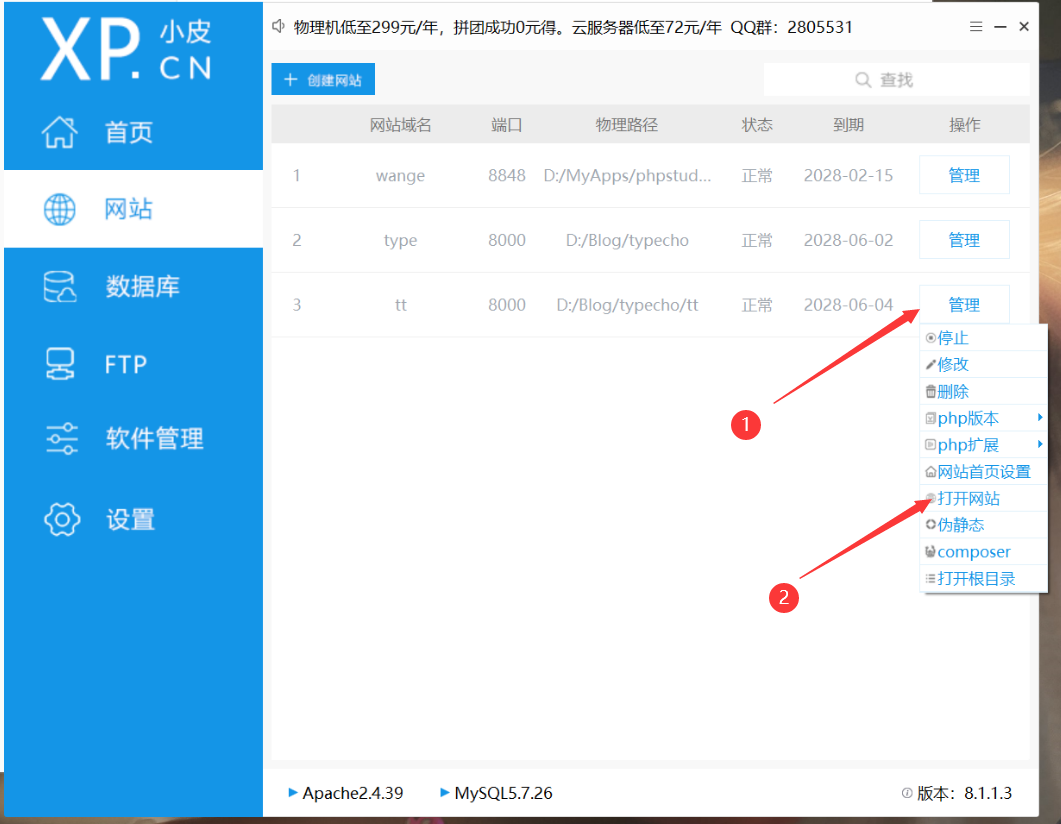 XP.CN 小皮
物理机低至299元/年，拼团成功0元得。云服务器低至72元/年 QQ群：2805531
首页
网站
数据库
FTP
软件管理
设置
创建网站
查找
网站域名 端口 物理路径 状态 到期 操作
1 wange 8848 D:/MyApps/phpstud... 正常 2028-02-15 管理
2 type 8000 D:/Blog/typecho 正常 2028-06-02 管理
3 tt 8000 D:/Blog/typecho/tt 正常 2028-06-04 管理
停止
修改
删除
php版本
php扩展
网站首页设置
打开网站
伪静态
composer
打开根目录
1
2
Apache2.4.39 MySQL5.7.26 版本：8.1.1.3